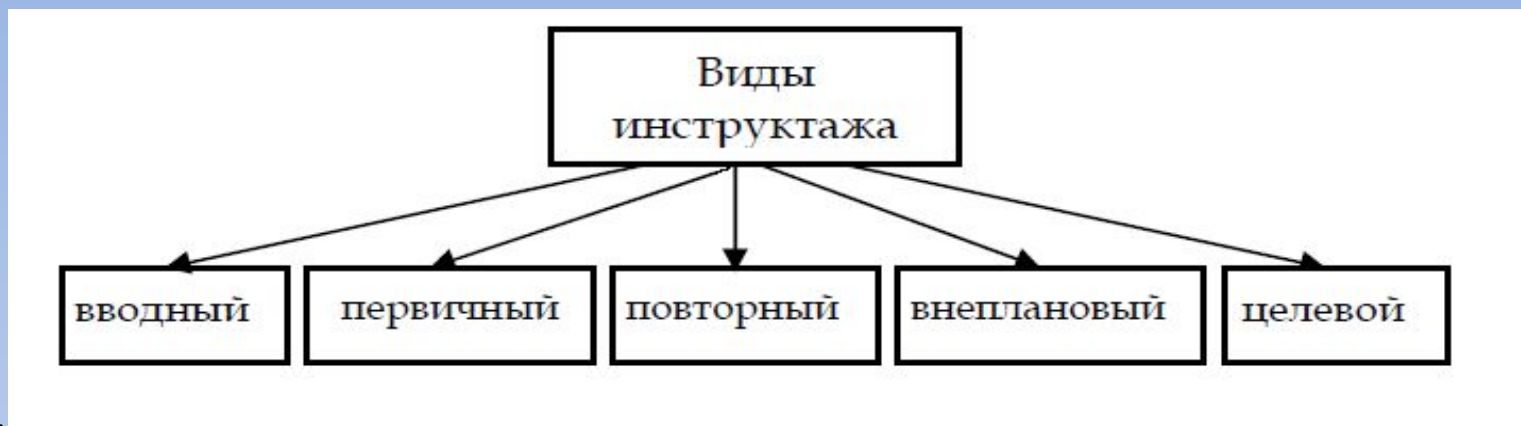 Виды
инструктажа
вводный
первичный
повторный
внеплановый
целевой